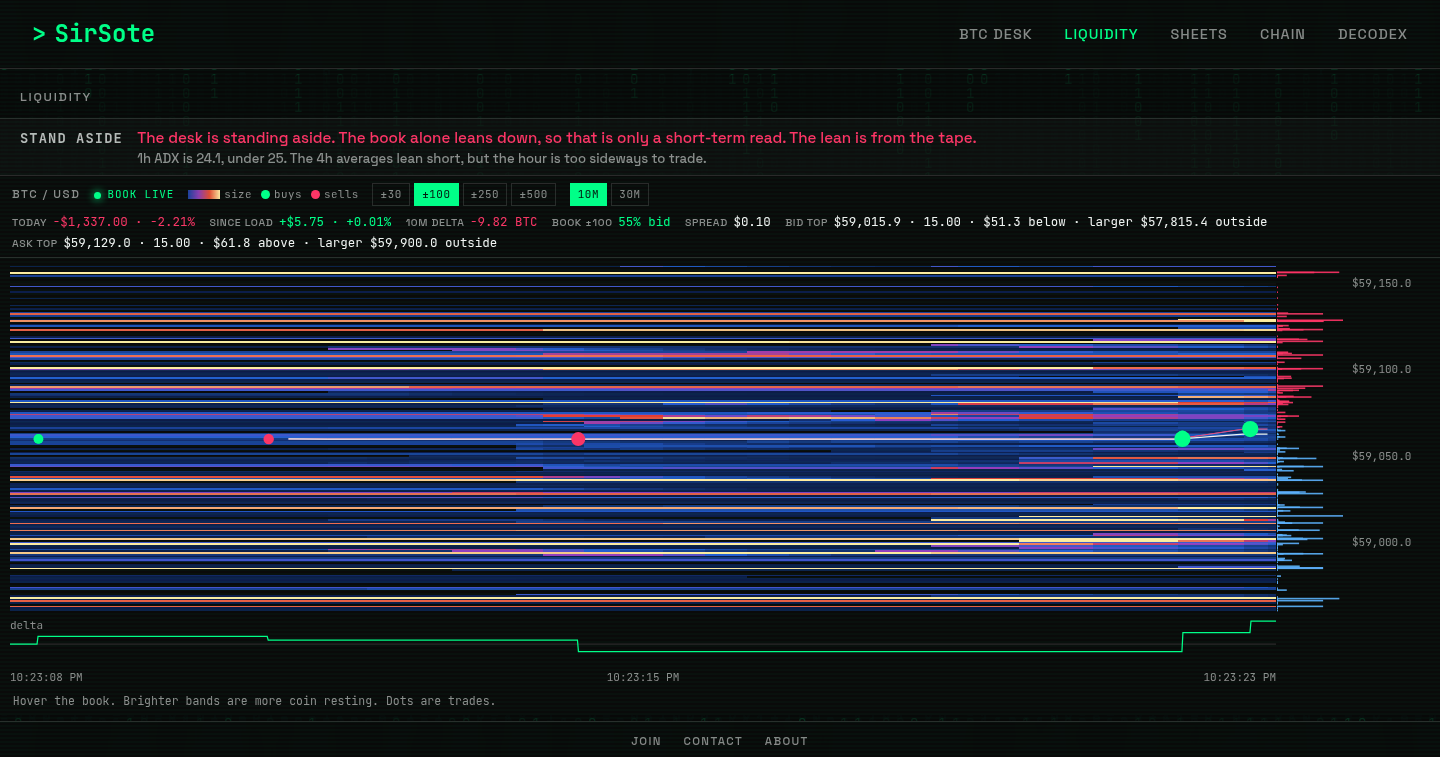 > SirSote
BTC DESK LIQUIDITY SHEETS CHAIN DECODEX
LIQUIDITY
STAND ASIDE The desk is standing aside. The book alone leans down, so that is only a short-term read. The lean is from the tape.
1h ADX is 24.1, under 25. The 4h averages lean short, but the hour is too sideways to trade.
BTC / USD BOOK LIVE size buys sells ±30 ±100 ±250 ±500 10M 30M
TODAY -$1,337.00 · -2.21% SINCE LOAD +$5.75 · +0.01% 10M DELTA -9.82 BTC BOOK ±100 55% bid SPREAD $0.10 BID TOP $59,015.9 · 15.00 · $51.3 below · larger $57,815.4 outside
ASK TOP $59,129.0 · 15.00 · $61.8 above · larger $59,900.0 outside
$59,150.0
$59,100.0
$59,050.0
$59,000.0
delta
10:23:08 PM 10:23:15 PM 10:23:23 PM
Hover the book. Brighter bands are more coin resting. Dots are trades.
JOIN CONTACT ABOUT